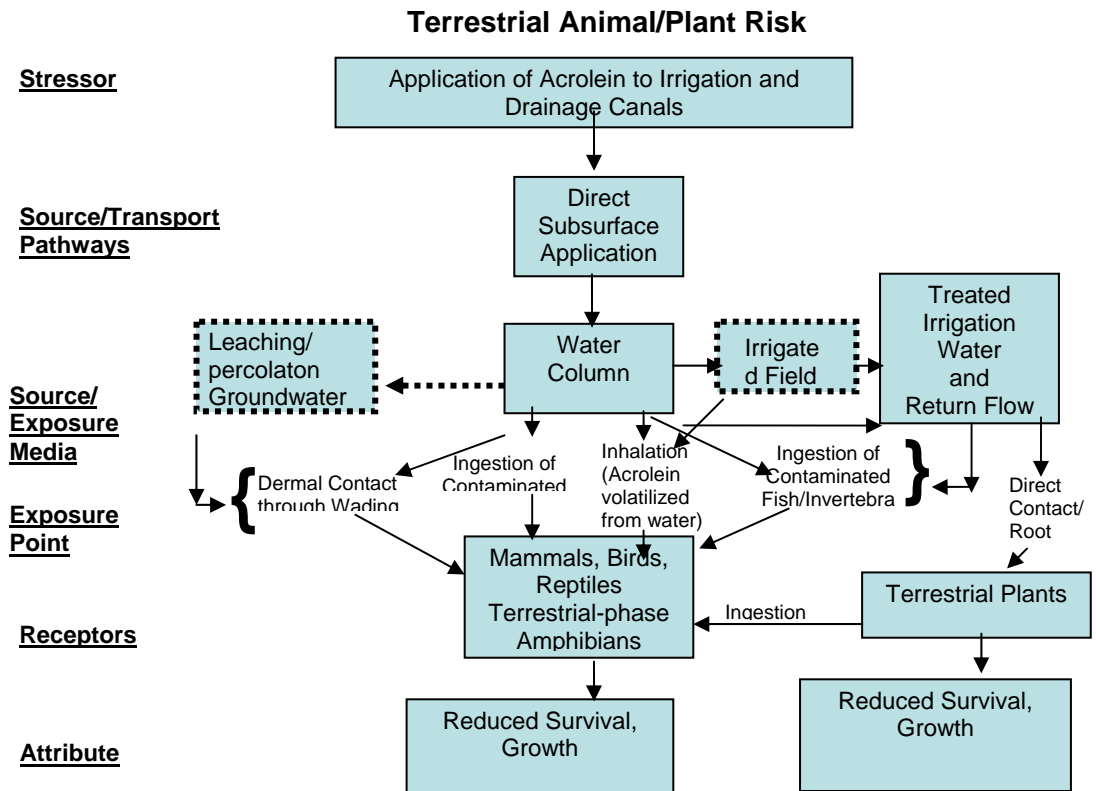 Terrestrial Animal/Plant Risk
Stressor
Application of Acrolein to Irrigation and
Drainage Canals
Source/Transport
Pathways
Direct
Subsurface
Application
Treated
Irrigation
Water
and
Return Flow
Leaching/
percolaton
Groundwater
Water
Column
Irrigate
d Field
Source/
Exposure
Media
Dermal Contact
through Wading
Ingestion of
Contaminated
Inhalation
(Acrolein
volatilized
from water)
Ingestion of
Contaminated
Fish/Invertebra
Direct
Contact/
Root
Exposure
Point
Mammals, Birds,
Reptiles
Terrestrial-phase
Amphibians
Ingestion
Terrestrial Plants
Receptors
Reduced Survival,
Growth
Reduced Survival,
Growth
Attribute